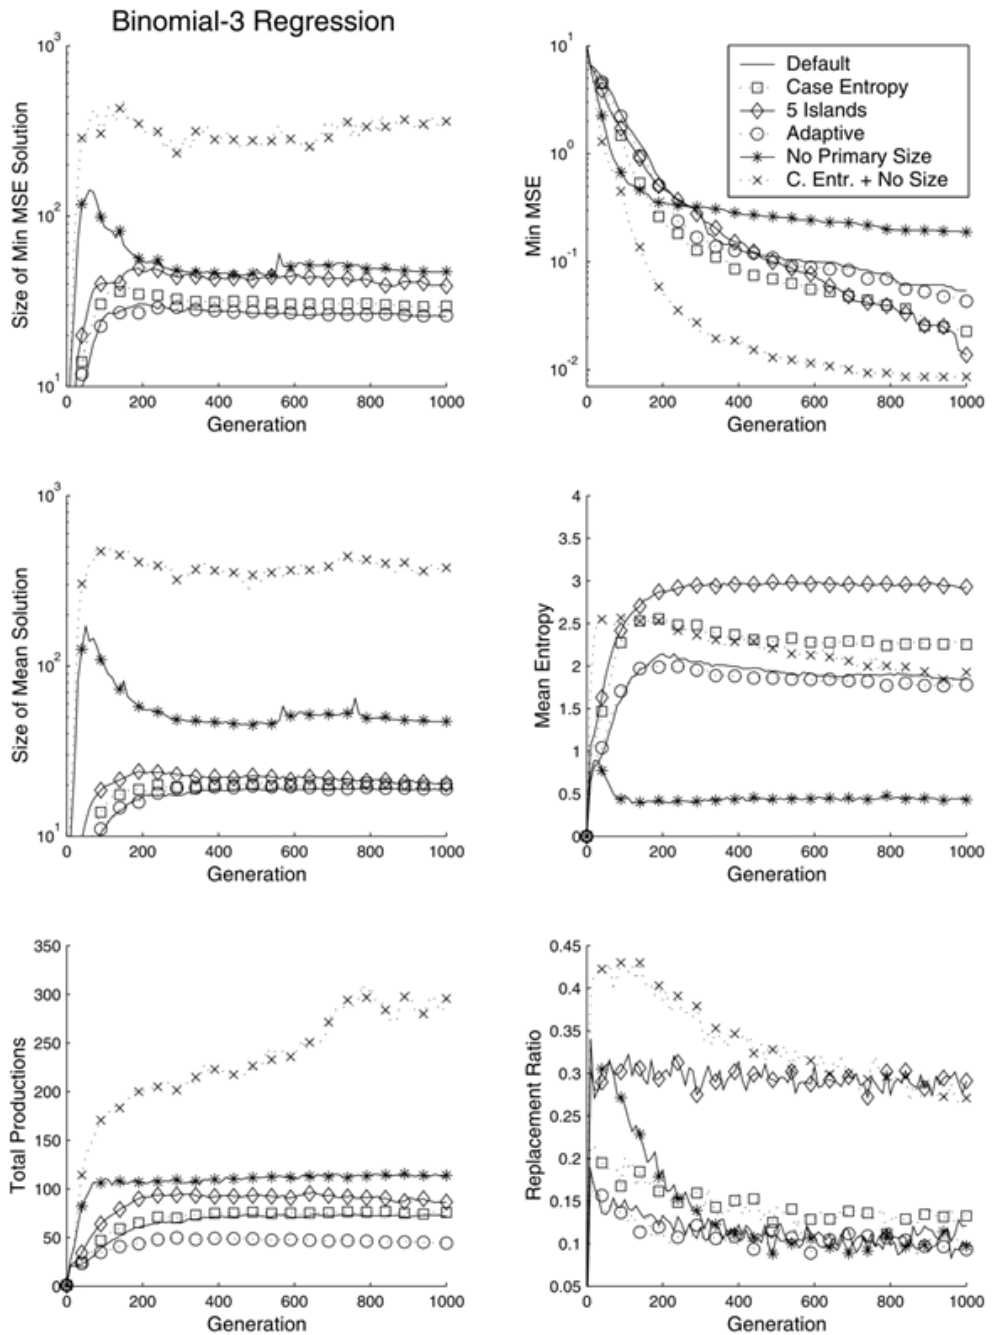 Binomial-3 Regression
10^3
10^2
10^1
Size of Min MSE Solution
0 200 400 600 800 1000
Generation
10^1
10^0
10^-1
10^-2
Min MSE
0 200 400 600 800 1000
Generation
Default
Case Entropy
5 Islands
Adaptive
No Primary Size
C. Entr. + No Size
10^3
10^2
10^1
Size of Mean Solution
0 200 400 600 800 1000
Generation
4
3.5
3
2.5
2
1.5
1
0.5
0
Mean Entropy
0 200 400 600 800 1000
Generation
350
300
250
200
150
100
50
0
Total Productions
0 200 400 600 800 1000
Generation
0.45
0.4
0.35
0.3
0.25
0.2
0.15
0.1
0.05
Replacement Ratio
0 200 400 600 800 1000
Generation